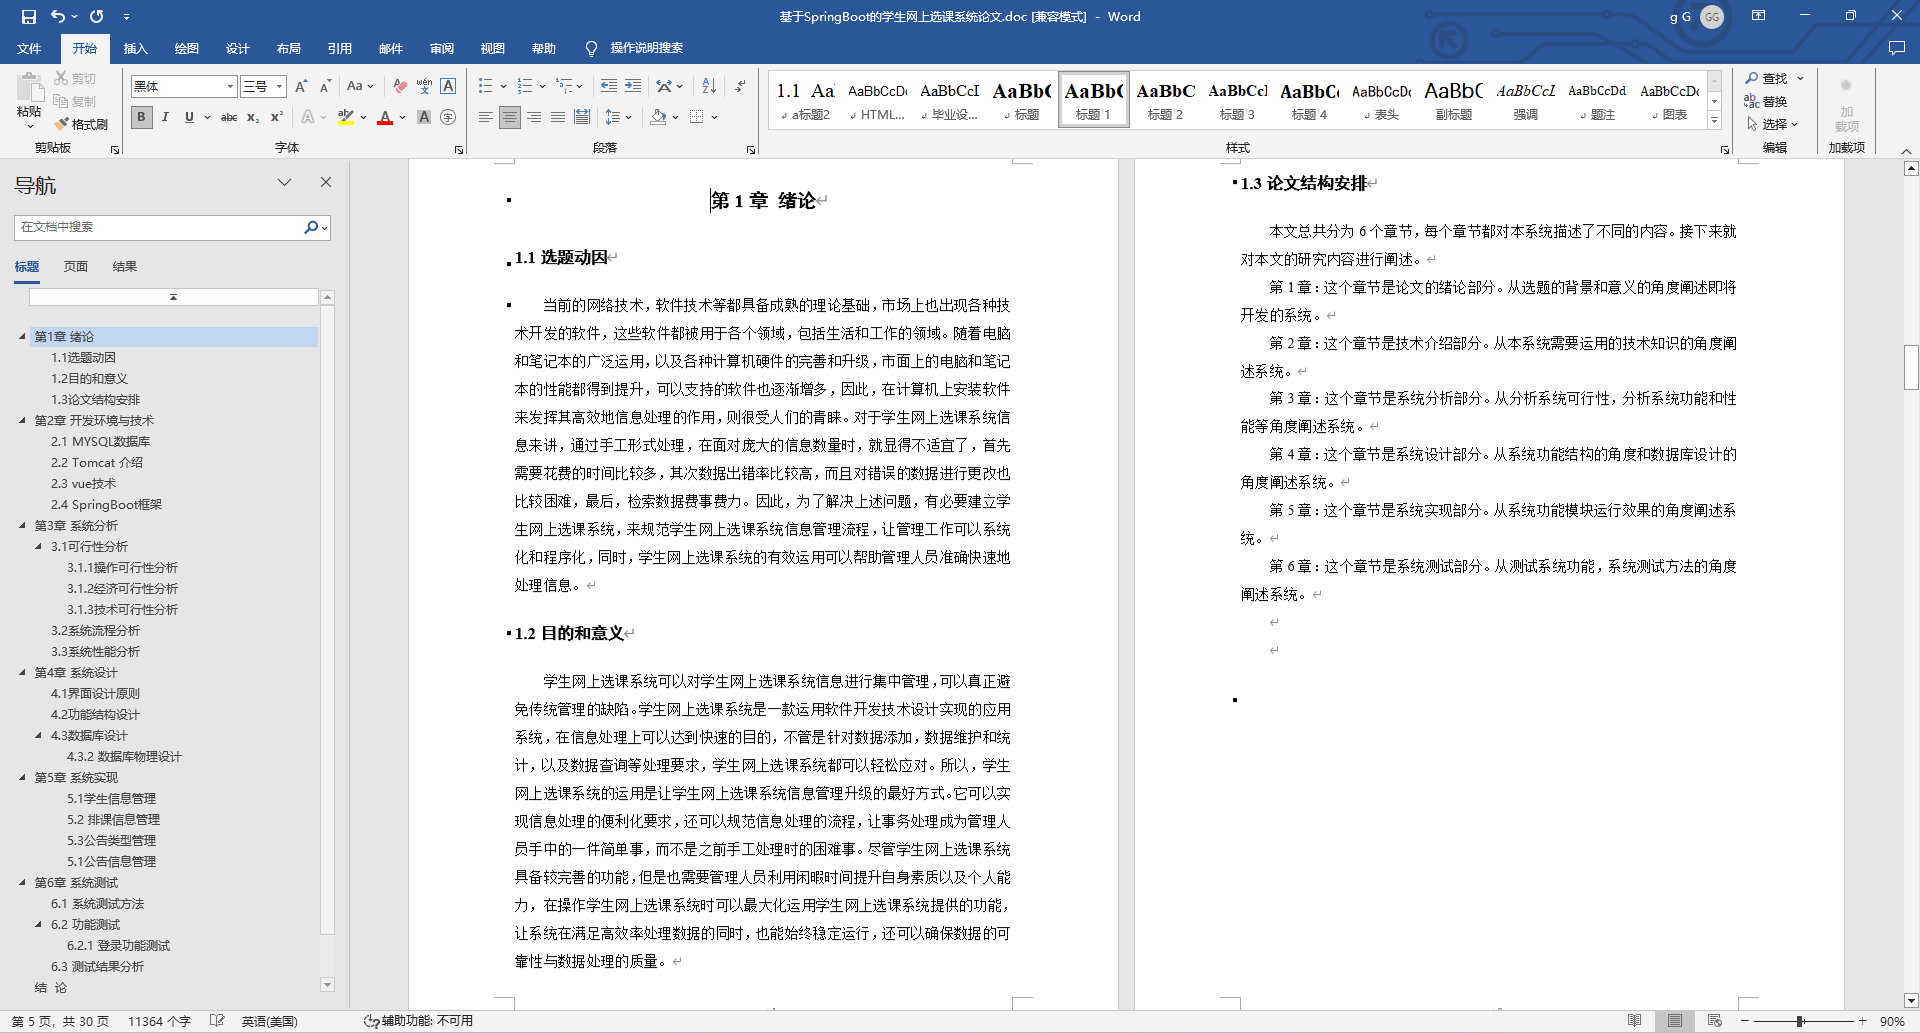 基于SpringBoot的学生网上选课系统论文.doc [兼容模式] - Word
g G
GG
文件 开始 插入 绘图 设计 布局 引用 邮件 审阅 视图 帮助 操作说明搜索
粘贴
剪切
复制
格式刷
剪贴板
黑体 三号
字体
段落
1.1 Aa a标题2
AaBbCcDc HTML...
AaBbCcI 毕业设...
AaBb( 标题
AaBb( 标题 1
AaBbC 标题 2
AaBbCcI 标题 3
AaBbC 标题 4
AaBbCcDc 表头
AaBbC 副标题
AaBbCcL 强调
AaBbCcDd 题注
AaBbCcDc 图表
样式
查找
替换
选择
编辑
加
载项
加载项
导航
在文档中搜索
标题 页面 结果
第1章 绪论
1.1选题动因
1.2目的和意义
1.3论文结构安排
第2章 开发环境与技术
2.1 MYSQL数据库
2.2 Tomcat 介绍
2.3 vue技术
2.4 SpringBoot框架
第3章 系统分析
3.1可行性分析
3.1.1操作可行性分析
3.1.2经济可行性分析
3.1.3技术可行性分析
3.2系统流程分析
3.3系统性能分析
第4章 系统设计
4.1界面设计原则
4.2功能结构设计
4.3数据库设计
4.3.2 数据库物理设计
第5章 系统实现
5.1学生信息管理
5.2 排课信息管理
5.3公告类型管理
5.1公告信息管理
第6章 系统测试
6.1 系统测试方法
6.2 功能测试
6.2.1 登录功能测试
6.3 测试结果分析
结 论
第 1 章 绪论
1.1 选题动因
当前的网络技术，软件技术等都具备成熟的理论基础，市场上也出现各种技
术开发的软件，这些软件都被用于各个领域，包括生活和工作的领域。随着电脑
和笔记本的广泛运用，以及各种计算机硬件的完善和升级，市面上的电脑和笔记
本的性能都得到提升，可以支持的软件也逐渐增多，因此，在计算机上安装软件
来发挥其高效地信息处理的作用，则很受人们的青睐。对于学生网上选课系统信
息来讲，通过手工形式处理，在面对庞大的信息数量时，就显得不适宜了，首先
需要花费的时间比较多，其次数据出错率比较高，而且对错误的数据进行更改也
比较困难，最后，检索数据费事费力。因此，为了解决上述问题，有必要建立学
生网上选课系统，来规范学生网上选课系统信息管理流程，让管理工作可以系统
化和程序化，同时，学生网上选课系统的有效运用可以帮助管理人员准确快速地
处理信息。
1.2 目的和意义
学生网上选课系统可以对学生网上选课系统信息进行集中管理，可以真正避
免传统管理的缺陷。学生网上选课系统是一款运用软件开发技术设计实现的应用
系统，在信息处理上可以达到快速的目的，不管是针对数据添加，数据维护和统
计，以及数据查询等处理要求，学生网上选课系统都可以轻松应对。所以，学生
网上选课系统的运用是让学生网上选课系统信息管理升级的最好方式。它可以实
现信息处理的便利化要求，还可以规范信息处理的流程，让事务处理成为管理人
员手中的一件简单事，而不是之前手工处理时的困难事。尽管学生网上选课系统
具备较完善的功能，但是也需要管理人员利用闲暇时间提升自身素质以及个人能
力，在操作学生网上选课系统时可以最大化运用学生网上选课系统提供的功能，
让系统在满足高效率处理数据的同时，也能始终稳定运行，还可以确保数据的可
靠性与数据处理的质量。
1.3 论文结构安排
本文总共分为 6 个章节，每个章节都对本系统描述了不同的内容。接下来就
对本文的研究内容进行阐述。
第 1 章：这个章节是论文的绪论部分。从选题的背景和意义的角度阐述即将
开发的系统。
第 2 章：这个章节是技术介绍部分。从本系统需要运用的技术知识的角度阐
述系统。
第 3 章：这个章节是系统分析部分。从分析系统可行性，分析系统功能和性
能等角度阐述系统。
第 4 章：这个章节是系统设计部分。从系统功能结构的角度和数据库设计的
角度阐述系统。
第 5 章：这个章节是系统实现部分。从系统功能模块运行效果的角度阐述系
统。
第 6 章：这个章节是系统测试部分。从测试系统功能，系统测试方法的角度
阐述系统。
第 5 页，共 30 页 11364 个字 英语(美国) 辅助功能: 不可用 90%